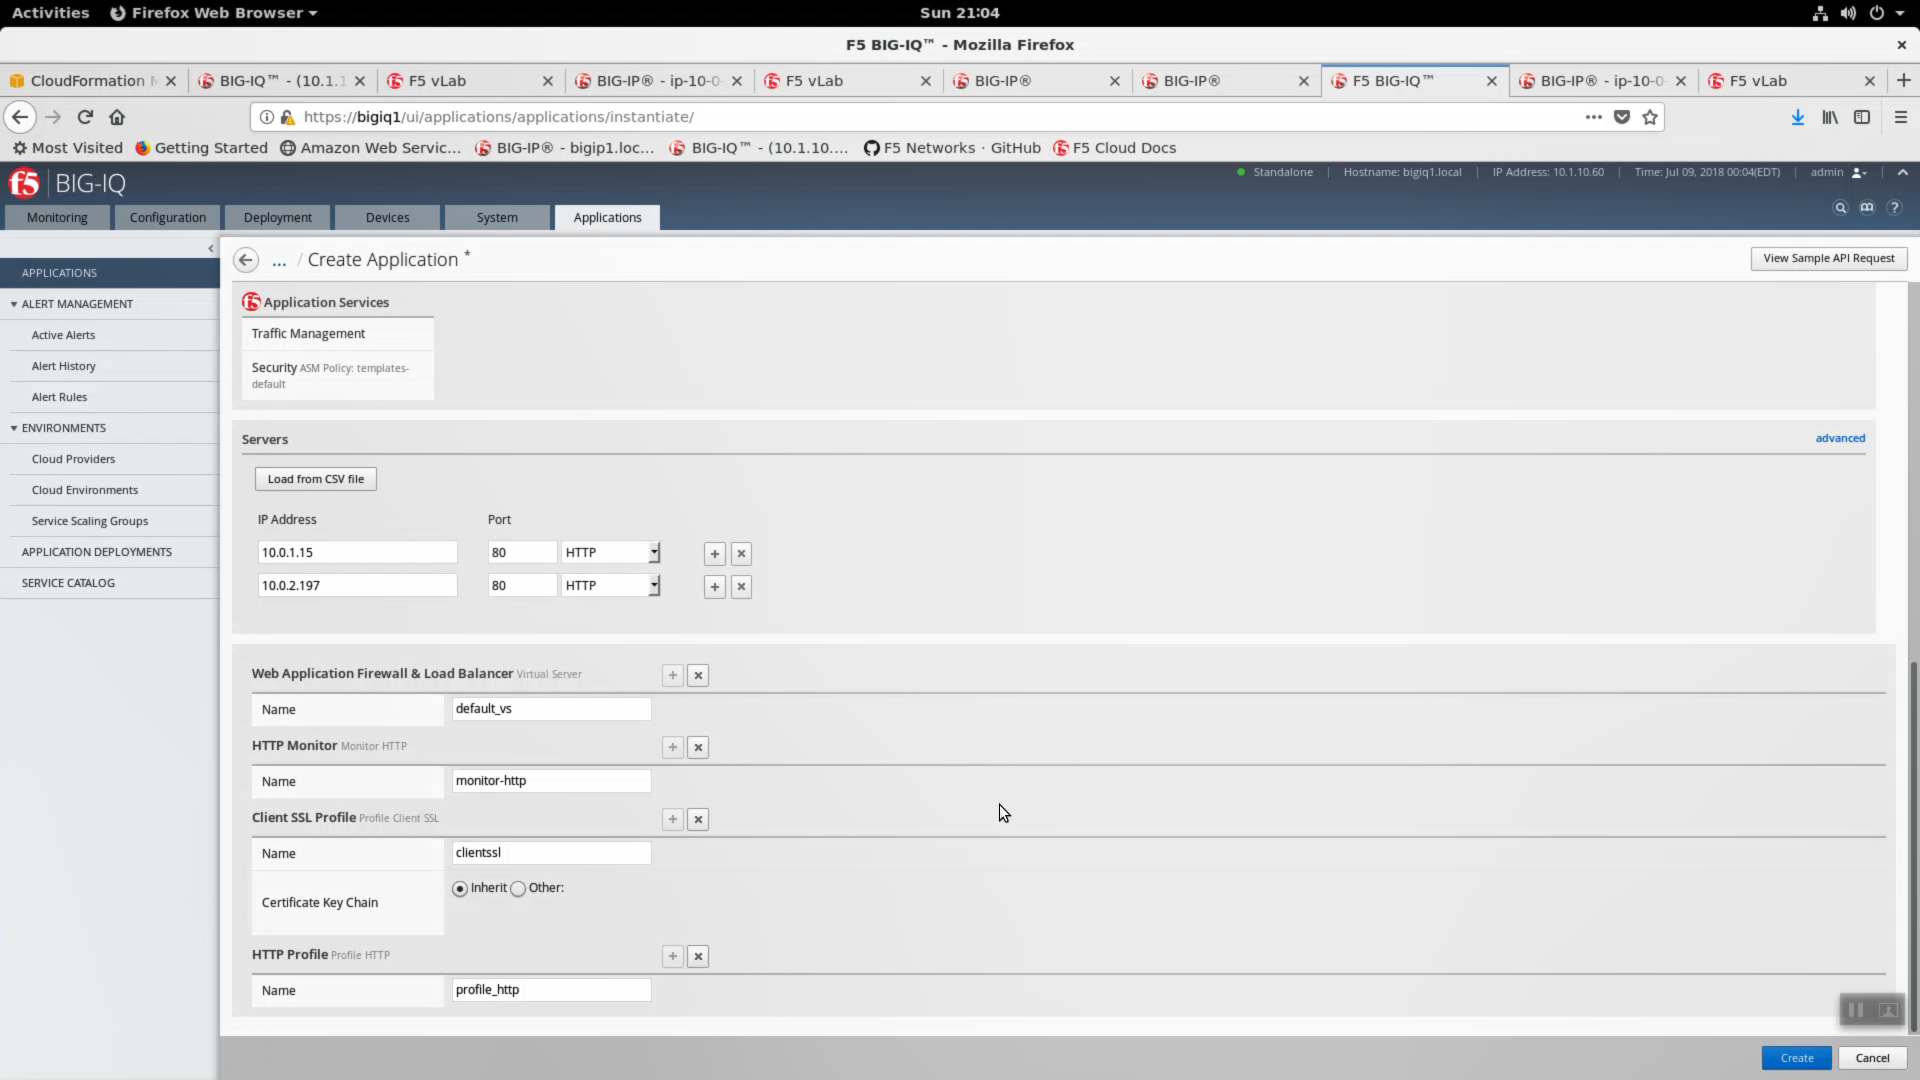 Activities Firefox Web Browser Sun 21:04
F5 BIG-IQ™ - Mozilla Firefox
CloudFormation BIG-IQ™ - (10.1.1 F5 vLab BIG-IP® - ip-10-0- F5 vLab BIG-IP® BIG-IP® F5 BIG-IQ™ BIG-IP® - ip-10-0- F5 vLab
https://bigiq1/ui/applications/applications/instantiate/
Most Visited Getting Started Amazon Web Servic... BIG-IP® - bigip1.loc... BIG-IQ™ - (10.1.10.... F5 Networks · GitHub F5 Cloud Docs
f5 BIG-IQ Standalone Hostname: bigiq1.local IP Address: 10.1.10.60 Time: Jul 09, 2018 00:04(EDT) admin
Monitoring Configuration Deployment Devices System Applications
APPLICATIONS
ALERT MANAGEMENT
Active Alerts
Alert History
Alert Rules
ENVIRONMENTS
Cloud Providers
Cloud Environments
Service Scaling Groups
APPLICATION DEPLOYMENTS
SERVICE CATALOG
... / Create Application * View Sample API Request
Application Services
Traffic Management
Security ASM Policy: templates-
default
Servers advanced
Load from CSV file
IP Address Port
10.0.1.15 80 HTTP
10.0.2.197 80 HTTP
Web Application Firewall & Load Balancer Virtual Server
Name default_vs
HTTP Monitor Monitor HTTP
Name monitor-http
Client SSL Profile Profile Client SSL
Name clientssl
Certificate Key Chain Inherit Other:
HTTP Profile Profile HTTP
Name profile_http
Create Cancel